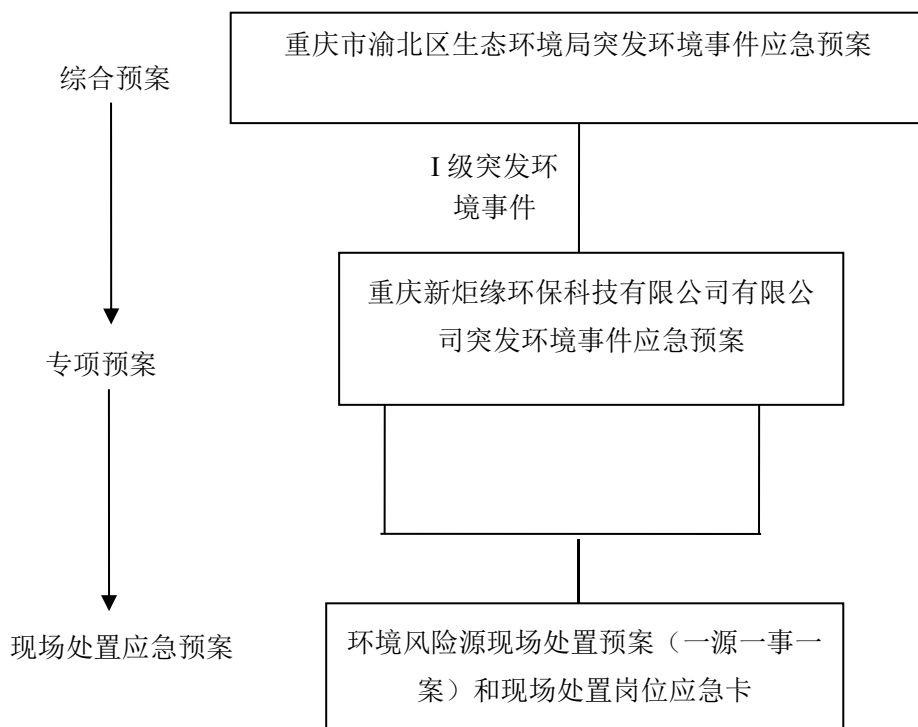 重庆市渝北区生态环境局突发环境事件应急预案
综合预案
I 级突发环
境事件
重庆新炬缘环保科技有限公司有限公
司突发环境事件应急预案
专项预案
现场处置应急预案
环境风险源现场处置预案（一源一事一
案）和现场处置岗位应急卡